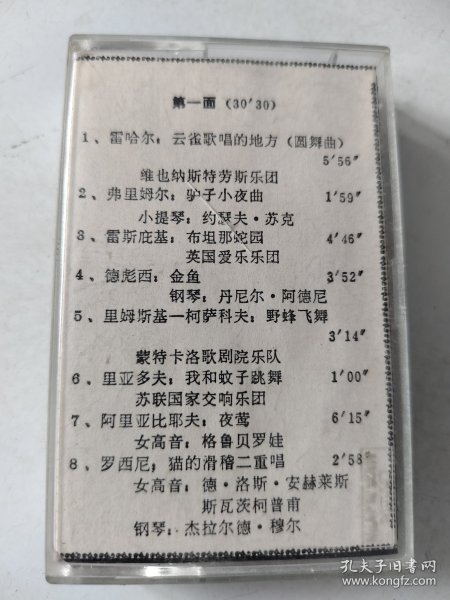 第一面 (30'30)
1、雷哈尔：云雀歌唱的地方（圆舞曲）
5'56"
维也纳斯特劳斯乐团
2、弗里姆尔：驴子小夜曲 1'59"
小提琴：约瑟夫·苏克
3、雷斯庇基：布坦那蛇园 4'46"
英国爱乐乐团
4、德彪西：金鱼 3'52"
钢琴：丹尼尔·阿德尼
5、里姆斯基—柯萨科夫：野蜂飞舞
3'14"
蒙特卡洛歌剧院乐队
6、里亚多夫：我和蚊子跳舞 1'00"
苏联国家交响乐团
7、阿里亚比耶夫：夜莺 6'15"
女高音：格鲁贝罗娃
8、罗西尼：猫的滑稽二重唱 2'58"
女高音：德·洛斯·安赫莱斯
斯瓦茨柯普甫
钢琴：杰拉尔德·穆尔
孔夫子旧书网
www.kongfz.com